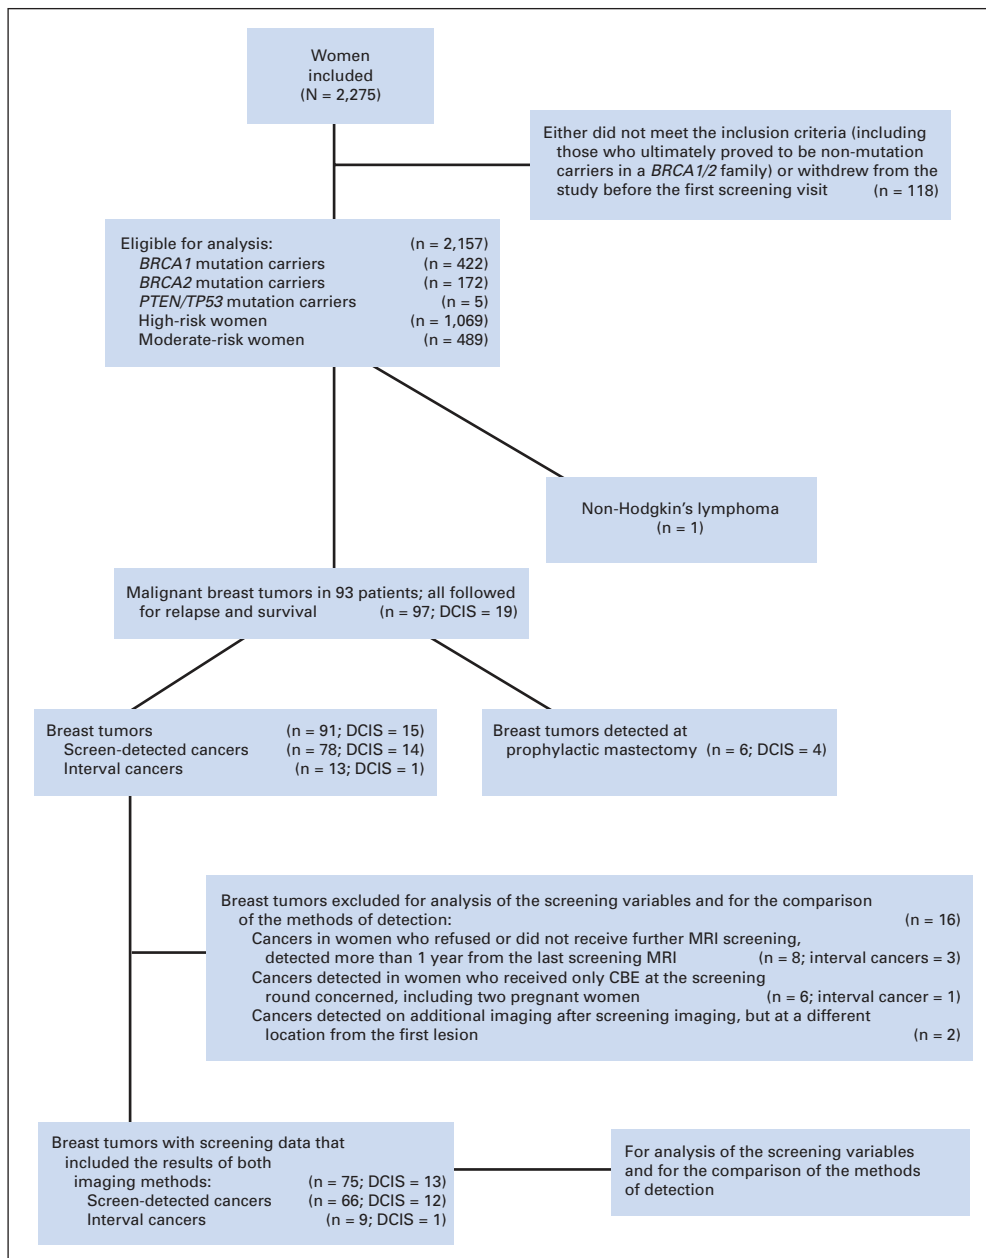 Women
included
(N = 2,275)
Either did not meet the inclusion criteria (including
those who ultimately proved to be non-mutation
carriers in a BRCA1/2 family) or withdrew from the
study before the first screening visit (n = 118)
Eligible for analysis: (n = 2,157)
BRCA1 mutation carriers (n = 422)
BRCA2 mutation carriers (n = 172)
PTEN/TP53 mutation carriers (n = 5)
High-risk women (n = 1,069)
Moderate-risk women (n = 489)
Non-Hodgkin's lymphoma
(n = 1)
Malignant breast tumors in 93 patients; all followed
for relapse and survival (n = 97; DCIS = 19)
Breast tumors (n = 91; DCIS = 15)
Screen-detected cancers (n = 78; DCIS = 14)
Interval cancers (n = 13; DCIS = 1)
Breast tumors detected at
prophylactic mastectomy (n = 6; DCIS = 4)
Breast tumors excluded for analysis of the screening variables and for the comparison
of the methods of detection: (n = 16)
Cancers in women who refused or did not receive further MRI screening,
detected more than 1 year from the last screening MRI (n = 8; interval cancers = 3)
Cancers detected in women who received only CBE at the screening
round concerned, including two pregnant women (n = 6; interval cancer = 1)
Cancers detected on additional imaging after screening imaging, but at a different
location from the first lesion (n = 2)
Breast tumors with screening data that
included the results of both
imaging methods: (n = 75; DCIS = 13)
Screen-detected cancers (n = 66; DCIS = 12)
Interval cancers (n = 9; DCIS = 1)
For analysis of the screening variables
and for the comparison of the methods
of detection